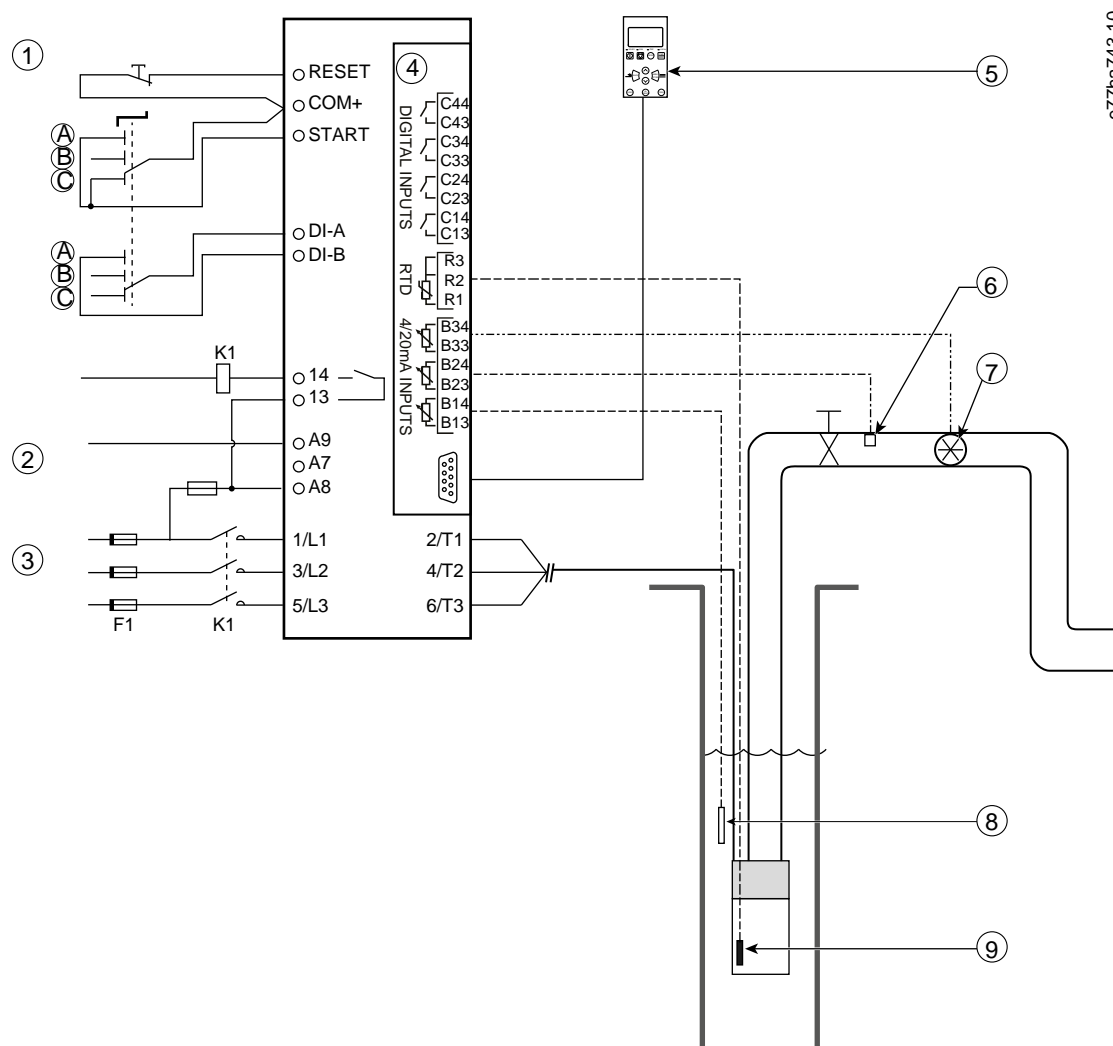 1
RESET
COM+
START
A
B
C
DI-A
DI-B
A
B
C
K1
14
13
2
A9
A7
A8
3
1/L1
3/L2
5/L3
F1
K1
2/T1
4/T2
6/T3
4
DIGITAL INPUTS
C44
C43
C34
C33
C24
C23
C14
C13
RTD
R3
R2
R1
4/20mA INPUTS
B34
B33
B24
B23
B14
B13
5
6
7
8
9